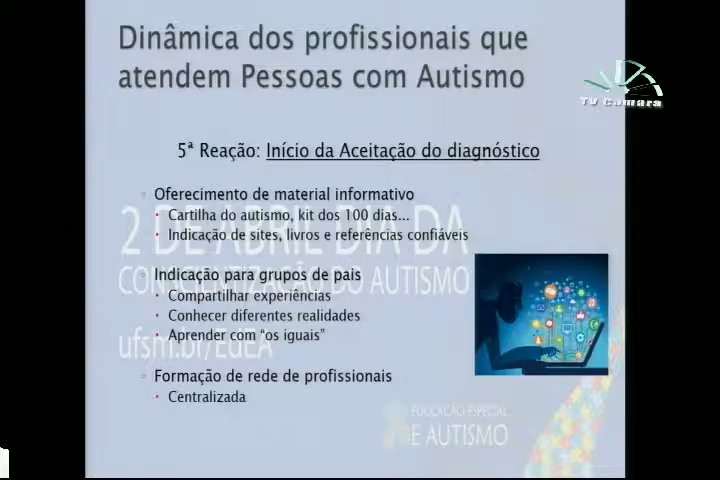 Dinâmica dos profissionais que
atendem Pessoas com Autismo
TV Camara
5ª Reação: Início da Aceitação do diagnóstico
Oferecimento de material informativo
Cartilha do autismo, kit dos 100 dias...
Indicação de sites, livros e referências confiáveis
2 DE ABRIL DIA DA
CONSCIENTIZAÇÃO DO AUTISMO
Indicação para grupos de pais
Compartilhar experiências
Conhecer diferentes realidades
Aprender com “os iguais”
ufsm.br/EdEA
Formação de rede de profissionais
Centralizada
EDUCAÇÃO ESPECIAL
E AUTISMO